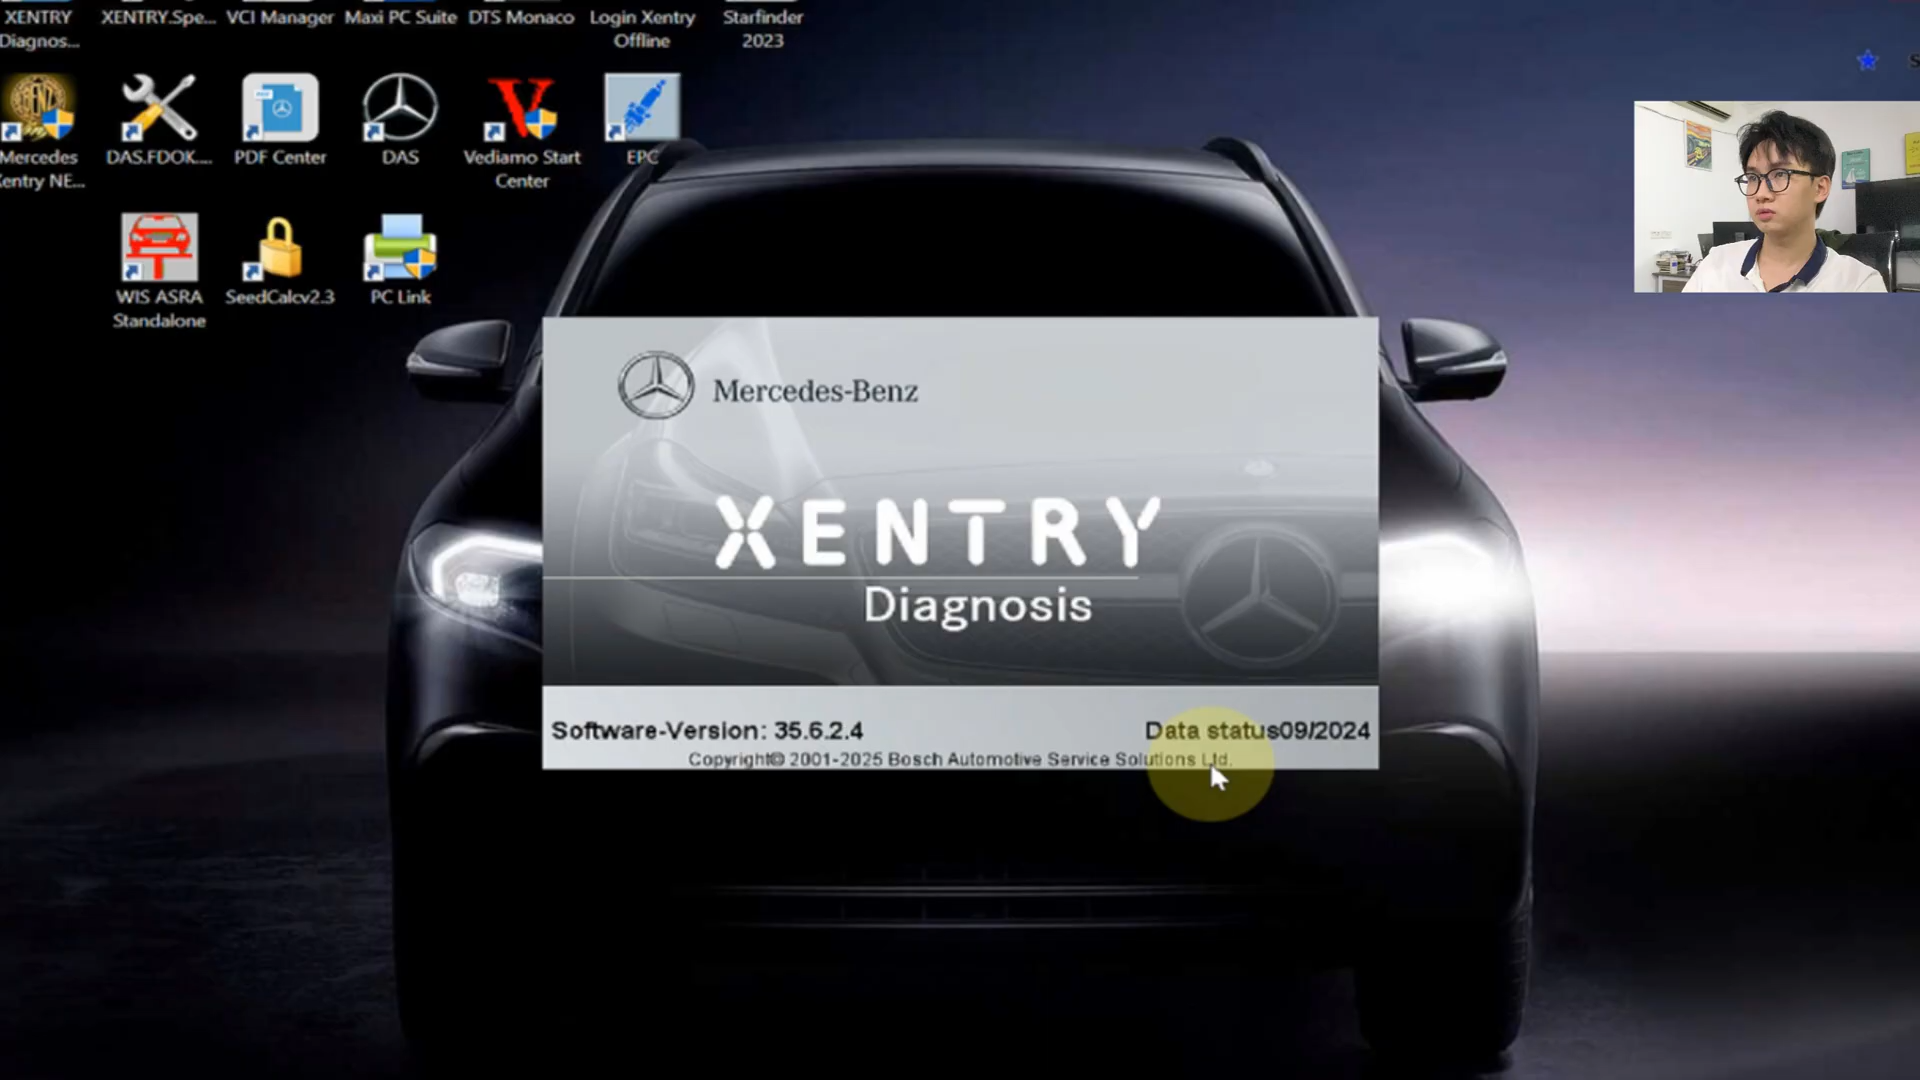 XENTRY
Diagnos...
XENTRY.Spe...
VCI Manager
Maxi PC Suite
DTS Monaco
Login Xentry
Offline
Starfinder
2023
Mercedes
Xentry NE...
DAS.FDOK....
PDF Center
DAS
Vediamo Start
Center
EPC
WIS ASRA
Standalone
SeedCalcv2.3
PC Link
Mercedes-Benz
XENTRY
Diagnosis
Software-Version: 35.6.2.4
Data status09/2024
Copyright© 2001-2025 Bosch Automotive Service Solutions Ltd.